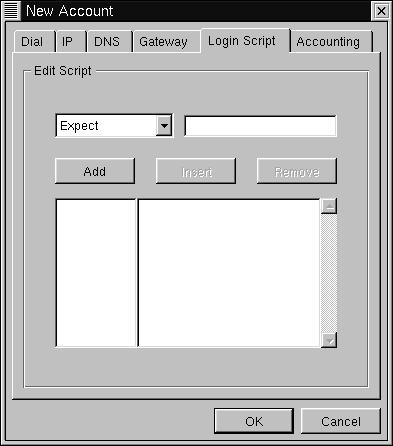 New Account
Dial IP DNS Gateway Login Script Accounting
Edit Script
Expect
Add Insert Remove
OK Cancel